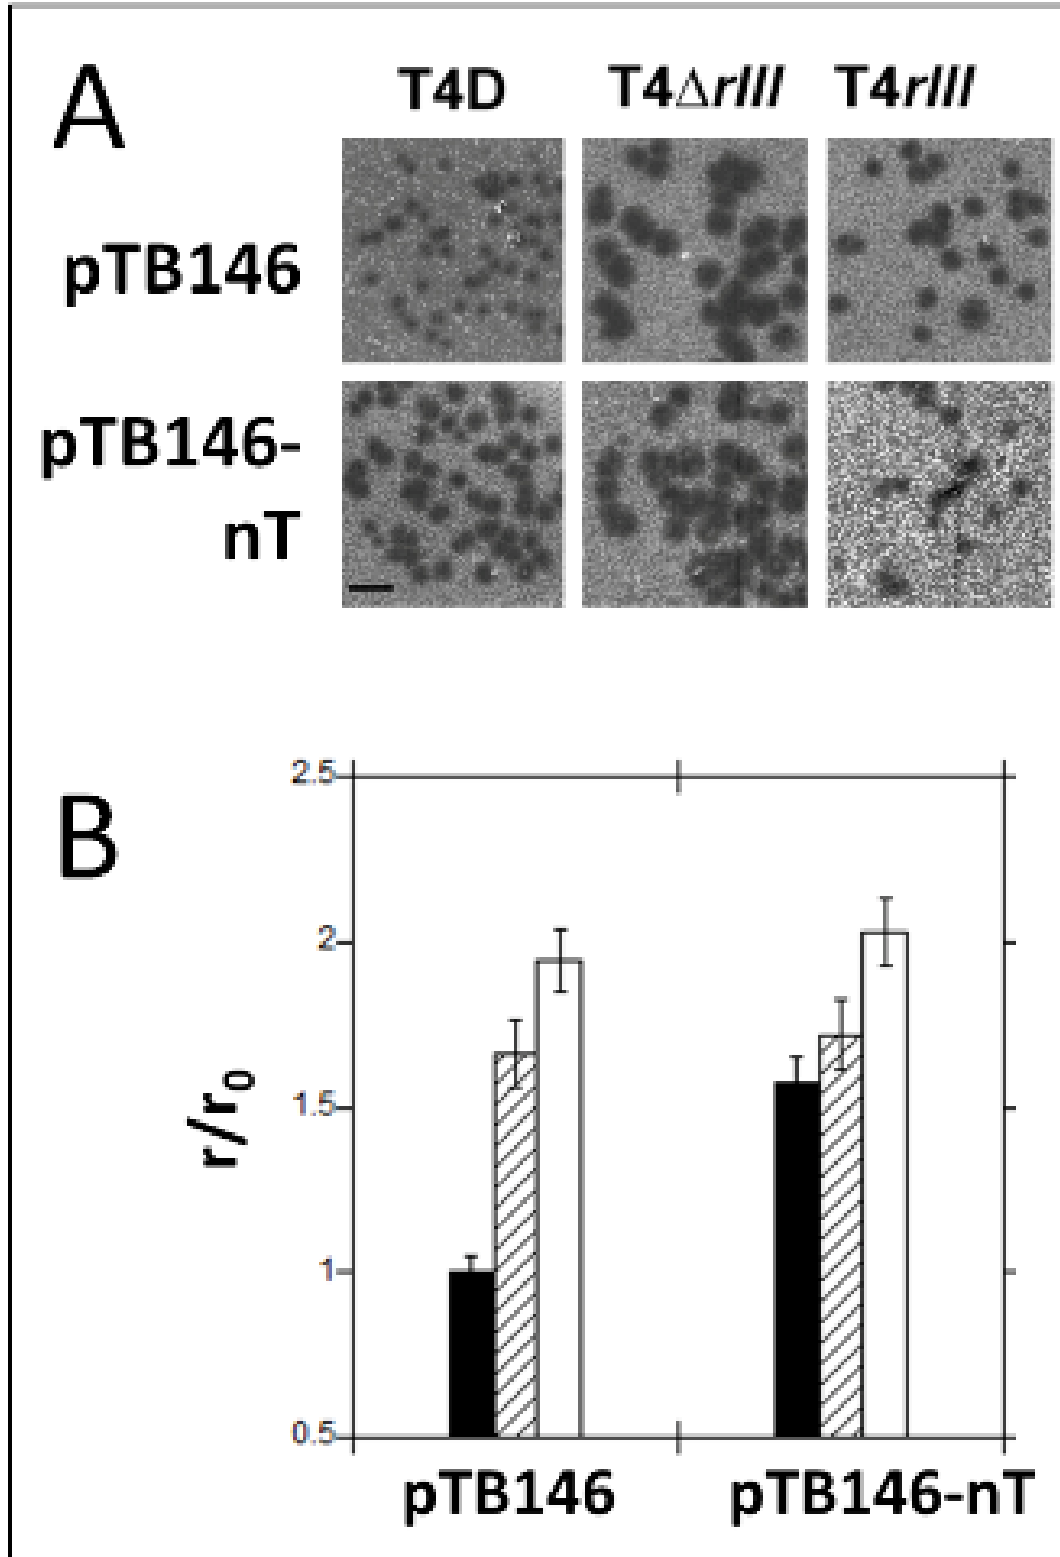 A
T4D T4ΔrIII T4rIII
pTB146
pTB146-
nT
B
2.5
2
1.5
1
0.5
r/r0
pTB146 pTB146-nT